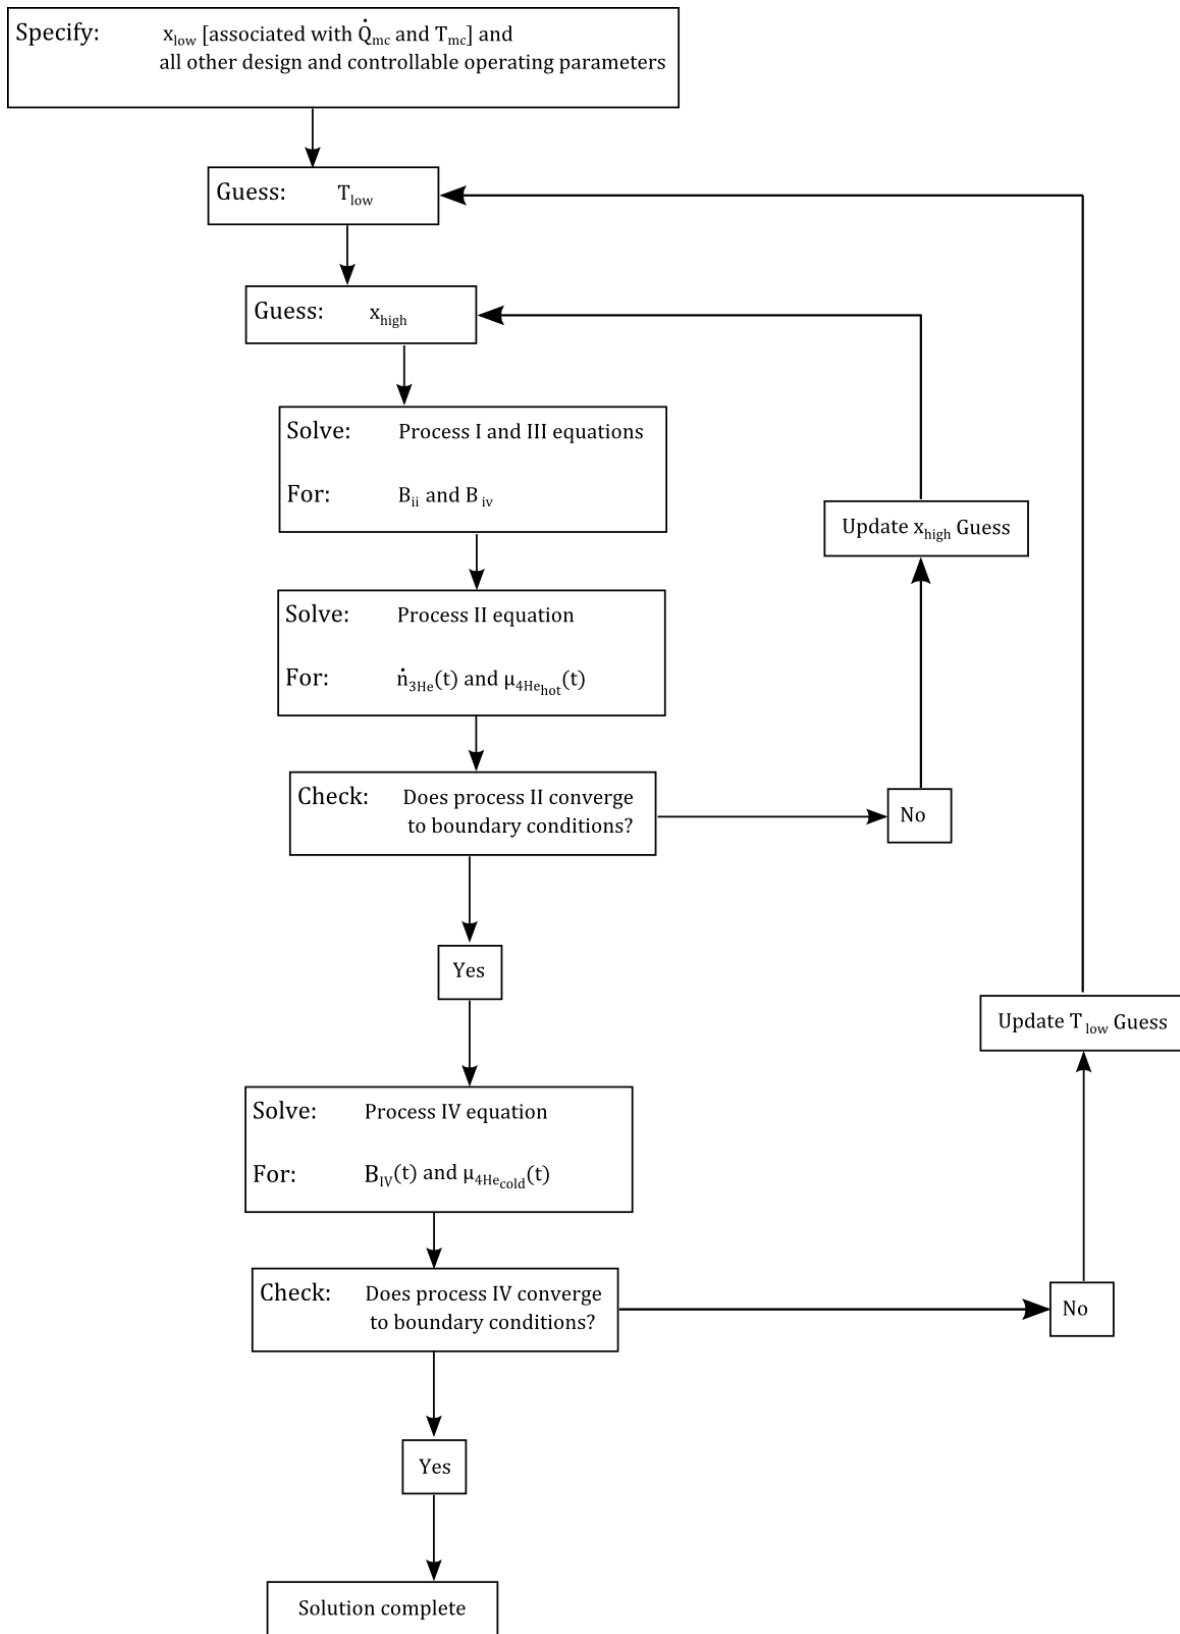 Specify: x_low [associated with Q̇_mc and T_mc] and
all other design and controllable operating parameters
Guess: T_low
Guess: x_high
Solve: Process I and III equations
For: B_ii and B_iv
Update x_high Guess
Solve: Process II equation
For: ṅ_3He(t) and μ_4He_hot(t)
Check: Does process II converge
to boundary conditions?
No
Yes
Update T_low Guess
Solve: Process IV equation
For: B_IV(t) and μ_4He_cold(t)
Check: Does process IV converge
to boundary conditions?
No
Yes
Solution complete